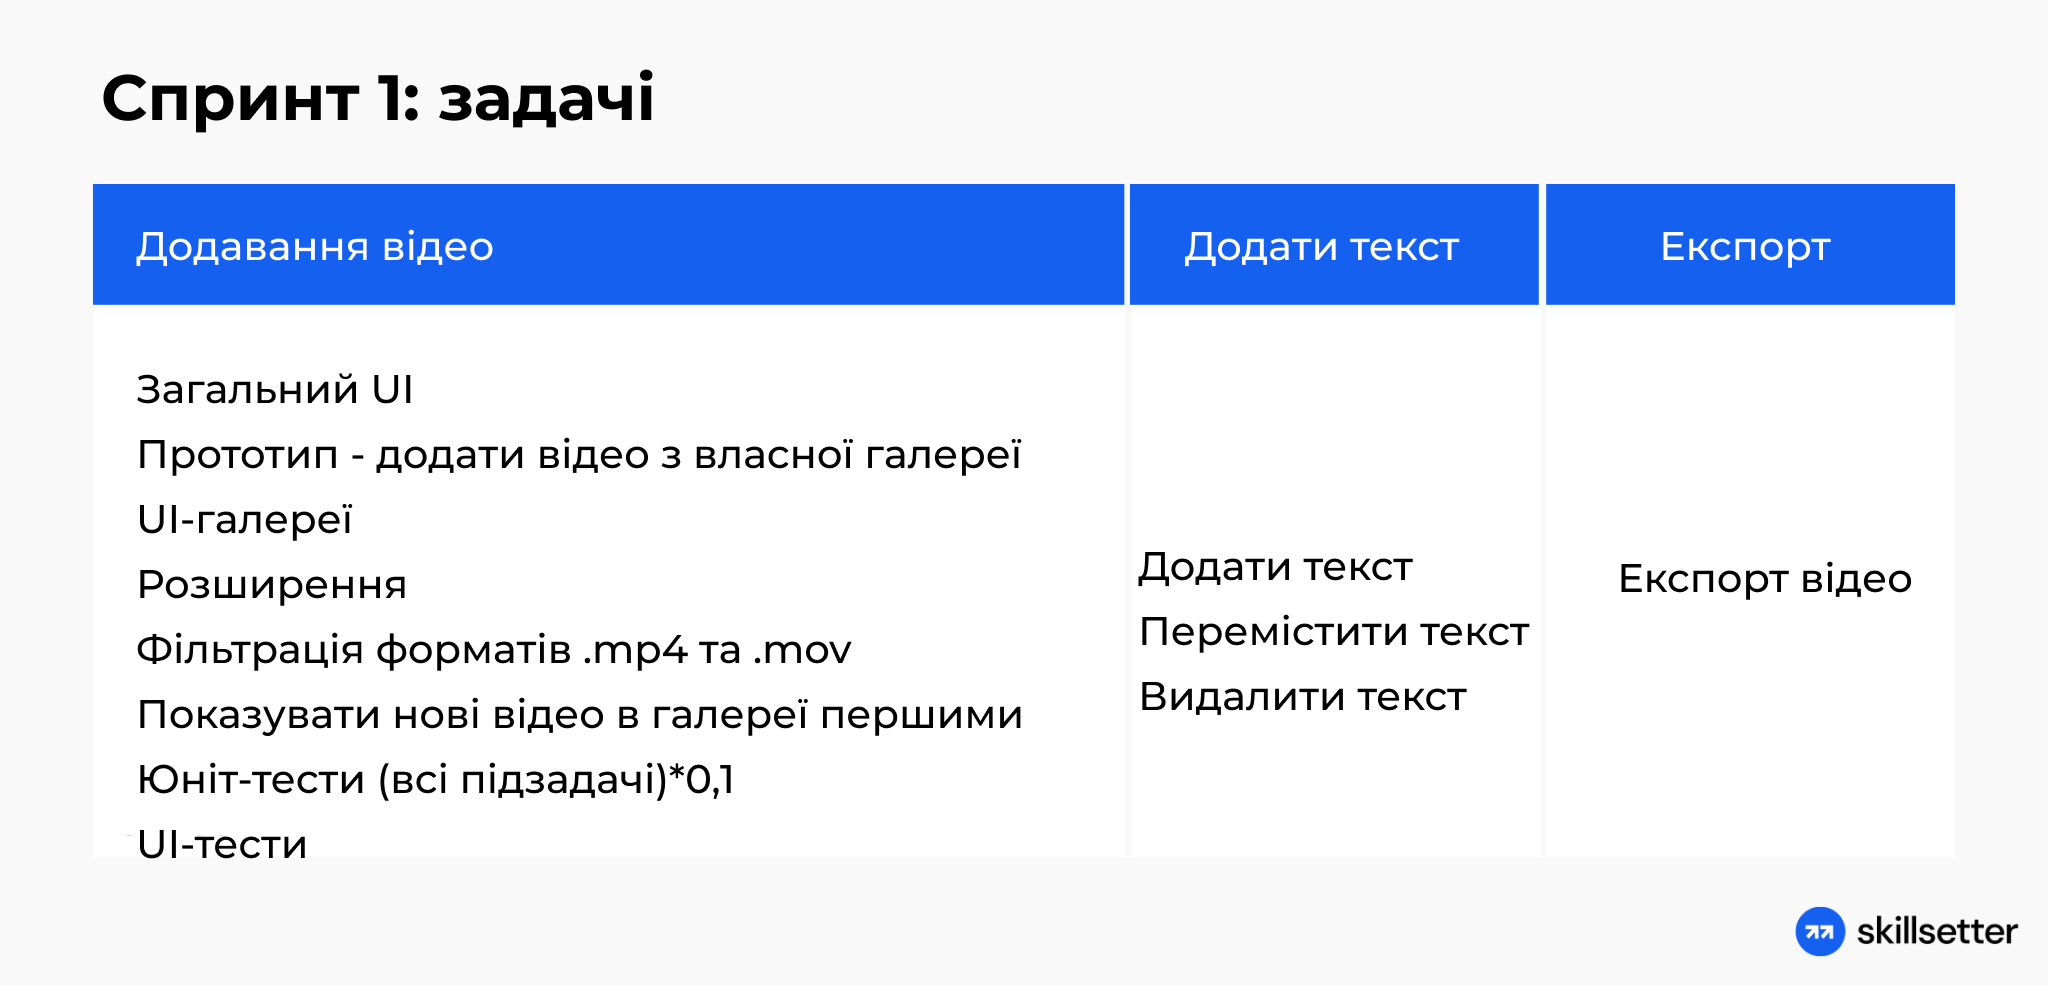 Спринт 1: задачі
Додавання відео
Додати текст
Експорт
Загальний UI
Прототип - додати відео з власної галереї
UI-галереї
Розширення
Фільтрація форматів .mp4 та .mov
Показувати нові відео в галереї першими
Юніт-тести (всі підзадачі)*0,1
UI-тести
Додати текст
Перемістити текст
Видалити текст
Експорт відео
skillsetter